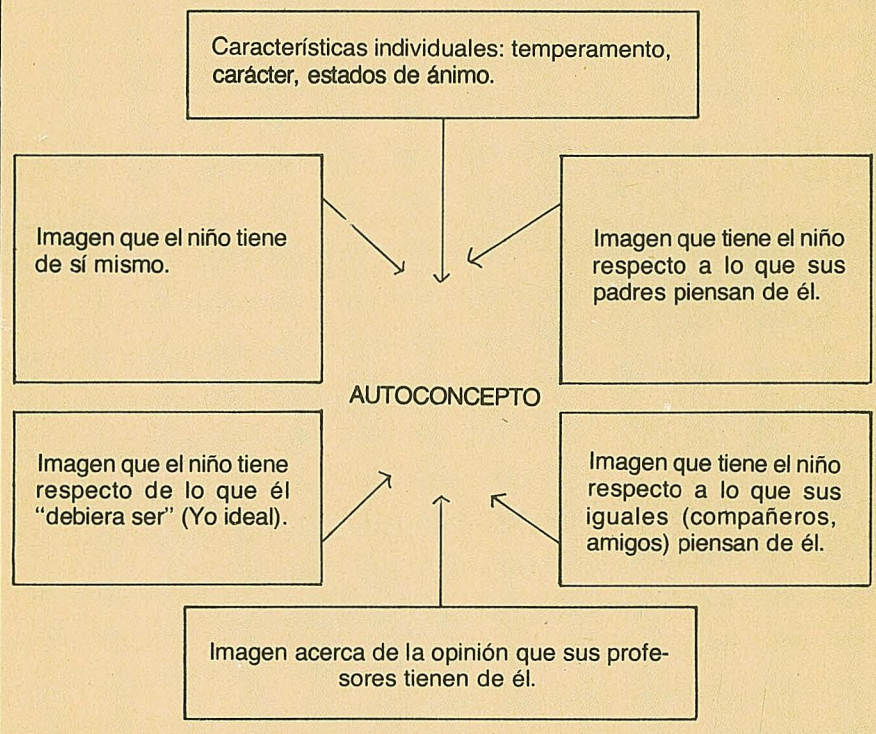 Características individuales: temperamento,
carácter, estados de ánimo.
Imagen que el niño tiene
de sí mismo.
Imagen que tiene el niño
respecto a lo que sus
padres piensan de él.
AUTOCONCEPTO
Imagen que el niño tiene
respecto de lo que él
“debiera ser” (Yo ideal).
Imagen que tiene el niño
respecto a lo que sus
iguales (compañeros,
amigos) piensan de él.
Imagen acerca de la opinión que sus profe-
sores tienen de él.